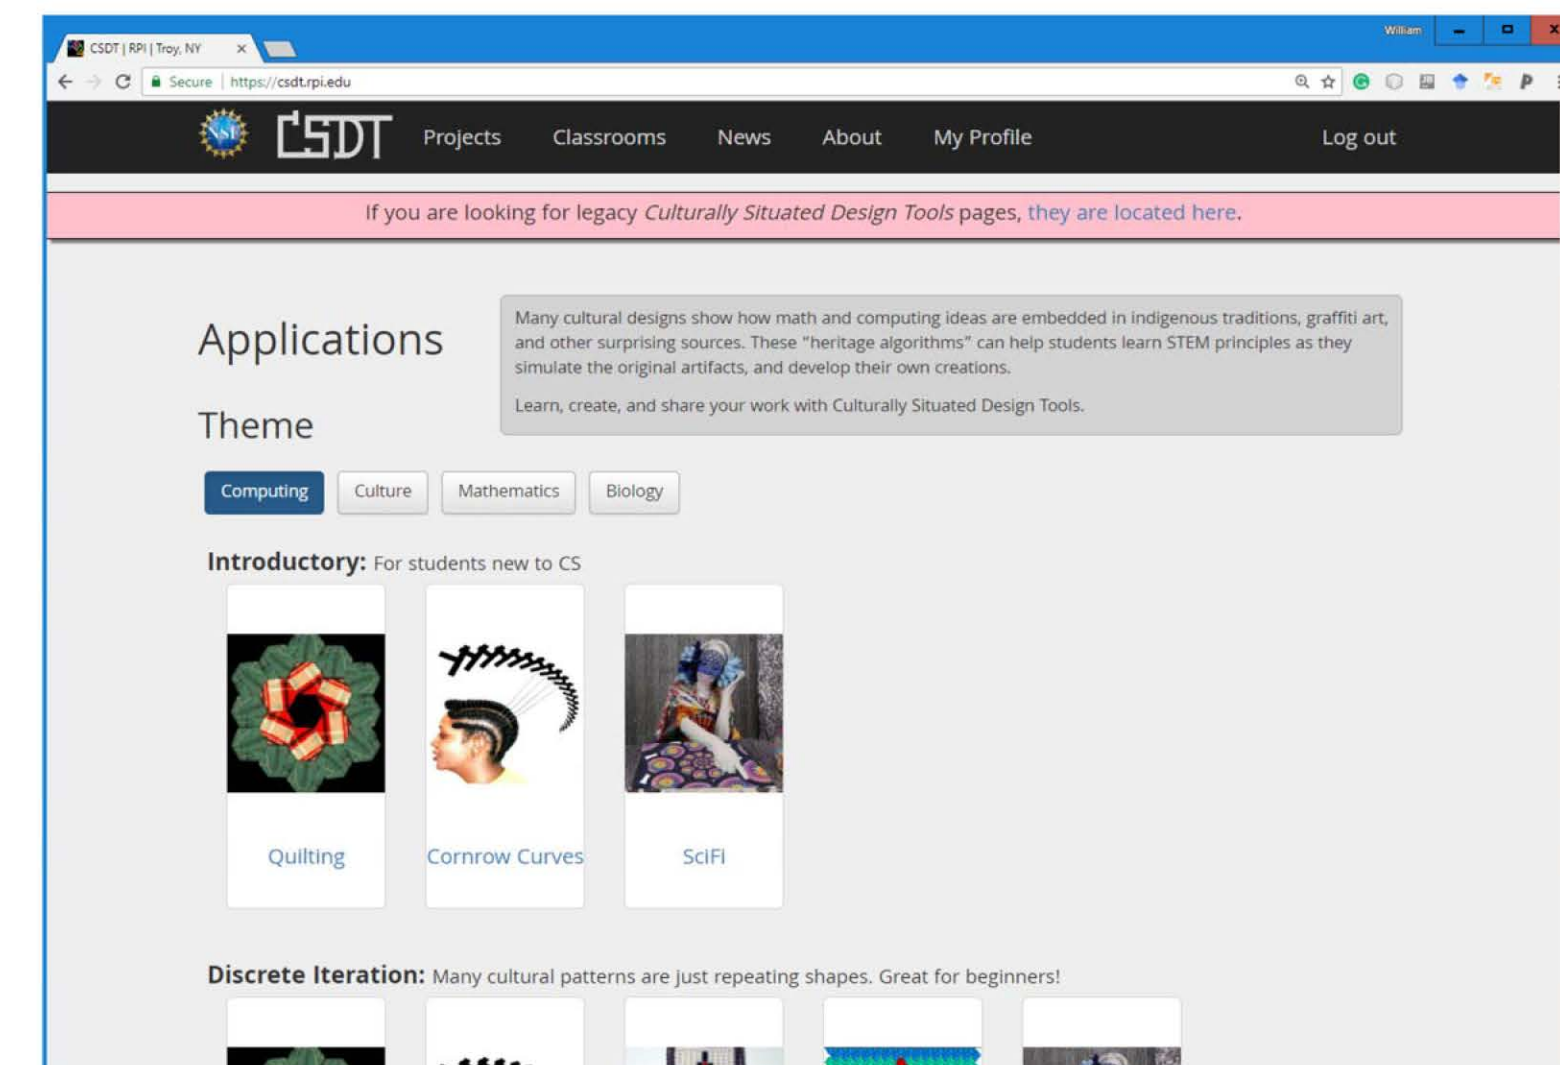 William
CSDT | RPI | Troy, NY
Secure | https://csdt.rpi.edu
NSF CSDT Projects Classrooms News About My Profile Log out
If you are looking for legacy Culturally Situated Design Tools pages, they are located here.
Applications
Many cultural designs show how math and computing ideas are embedded in indigenous traditions, graffiti art,
and other surprising sources. These "heritage algorithms" can help students learn STEM principles as they
simulate the original artifacts, and develop their own creations.
Learn, create, and share your work with Culturally Situated Design Tools.
Theme
Computing Culture Mathematics Biology
Introductory: For students new to CS
Quilting Cornrow Curves SciFi
Discrete Iteration: Many cultural patterns are just repeating shapes. Great for beginners!